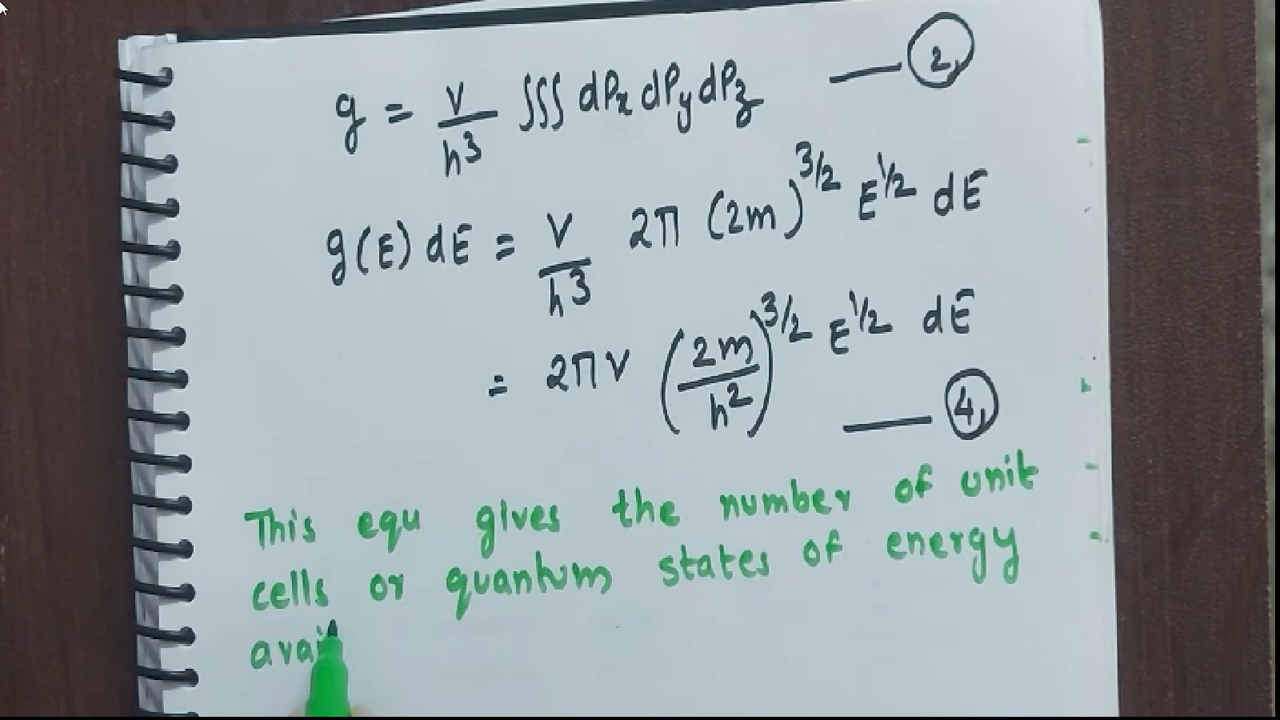 g = V/h³ ∫∫∫ dPx dPy dPz — 2,
g(E) dE = V/h³ 2π (2m)^3/2 E^1/2 dE
= 2πV (2m/h²)^3/2 E^1/2 dE
— 4,
This equ gives the number of unit
cells or quantum states of energy
avai